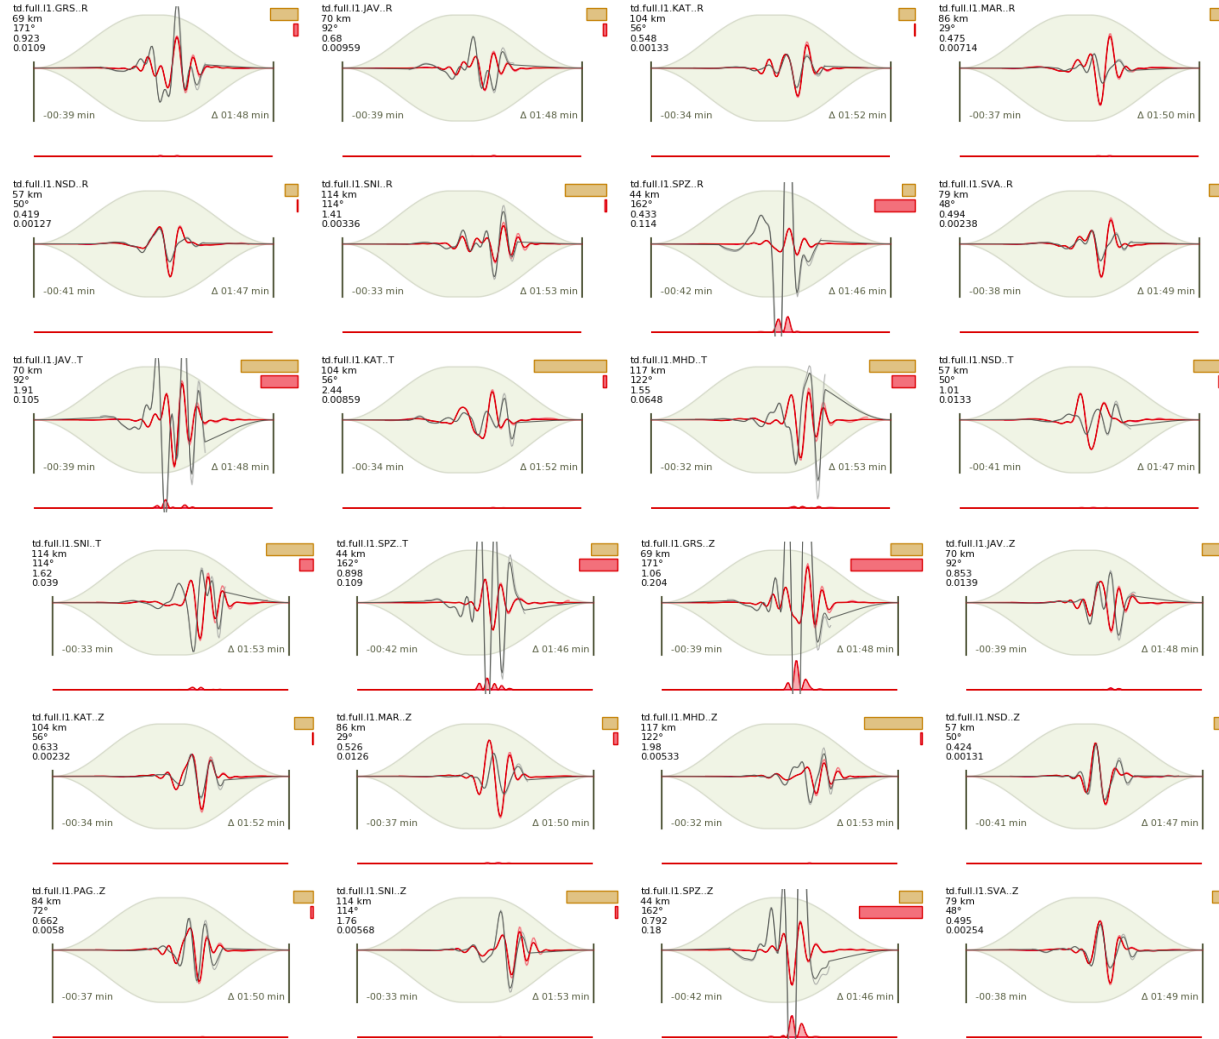 td.full.l1.GRS..R
69 km
171°
0.923
0.0109
-00:39 min
Δ 01:48 min
td.full.l1.JAV..R
70 km
92°
0.68
0.00959
-00:39 min
Δ 01:48 min
td.full.l1.KAT..R
104 km
56°
0.548
0.00133
-00:34 min
Δ 01:52 min
td.full.l1.MAR..R
86 km
29°
0.475
0.00714
-00:37 min
Δ 01:50 min
td.full.l1.NSD..R
57 km
50°
0.419
0.00127
-00:41 min
Δ 01:47 min
td.full.l1.SNI..R
114 km
114°
1.41
0.00336
-00:33 min
Δ 01:53 min
td.full.l1.SPZ..R
44 km
162°
0.433
0.114
-00:42 min
Δ 01:46 min
td.full.l1.SVA..R
79 km
48°
0.494
0.00238
-00:38 min
Δ 01:49 min
td.full.l1.JAV..T
70 km
92°
1.91
0.105
-00:39 min
Δ 01:48 min
td.full.l1.KAT..T
104 km
56°
2.44
0.00859
-00:34 min
Δ 01:52 min
td.full.l1.MHD..T
117 km
122°
1.55
0.0648
-00:32 min
Δ 01:53 min
td.full.l1.NSD..T
57 km
50°
1.01
0.0133
-00:41 min
Δ 01:47 min
td.full.l1.SNI..T
114 km
114°
1.62
0.039
-00:33 min
Δ 01:53 min
td.full.l1.SPZ..T
44 km
162°
0.898
0.109
-00:42 min
Δ 01:46 min
td.full.l1.GRS..Z
69 km
171°
1.06
0.204
-00:39 min
Δ 01:48 min
td.full.l1.JAV..Z
70 km
92°
0.853
0.0139
-00:39 min
Δ 01:48 min
td.full.l1.KAT..Z
104 km
56°
0.633
0.00232
-00:34 min
Δ 01:52 min
td.full.l1.MAR..Z
86 km
29°
0.526
0.0126
-00:37 min
Δ 01:50 min
td.full.l1.MHD..Z
117 km
122°
1.98
0.00533
-00:32 min
Δ 01:53 min
td.full.l1.NSD..Z
57 km
50°
0.424
0.00131
-00:41 min
Δ 01:47 min
td.full.l1.PAG..Z
84 km
72°
0.662
0.0058
-00:37 min
Δ 01:50 min
td.full.l1.SNI..Z
114 km
114°
1.76
0.00568
-00:33 min
Δ 01:53 min
td.full.l1.SPZ..Z
44 km
162°
0.792
0.18
-00:42 min
Δ 01:46 min
td.full.l1.SVA..Z
79 km
48°
0.495
0.00254
-00:38 min
Δ 01:49 min